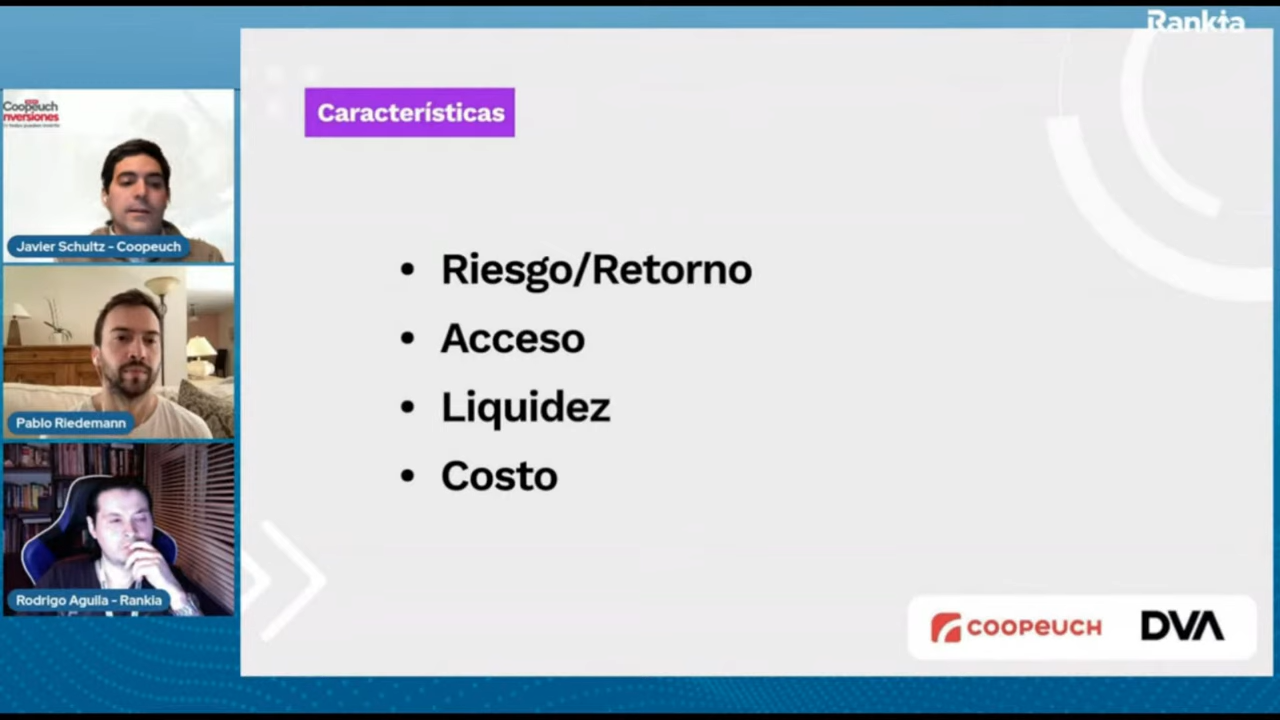 Rankia
Coopeuch
Inversiones
Javier Schultz - Coopeuch
Pablo Riedemann
Rodrigo Aguila - Rankia
Características
• Riesgo/Retorno
• Acceso
• Liquidez
• Costo
COOPEUCH DVA